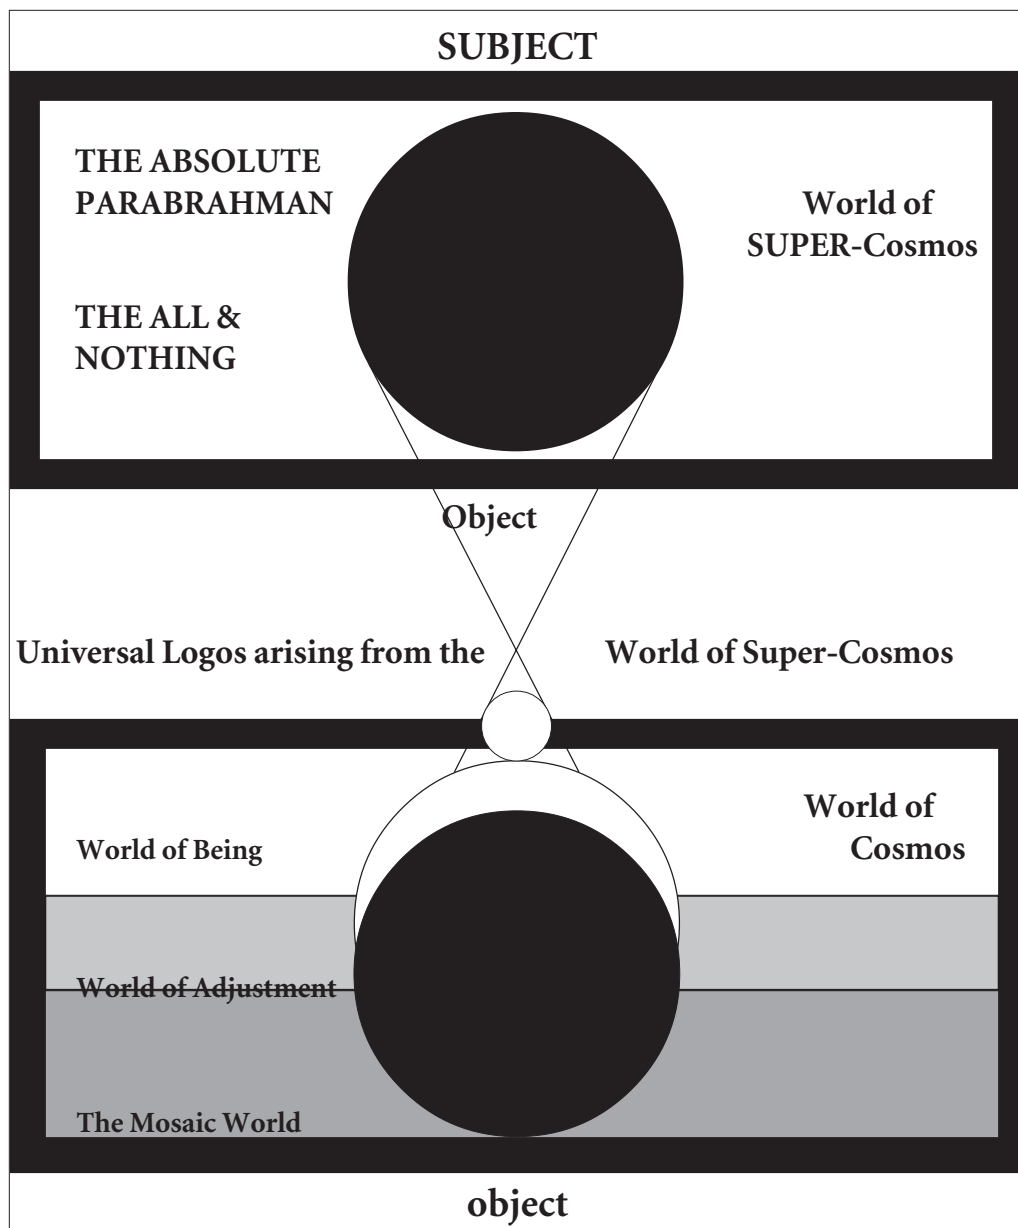 SUBJECT
THE ABSOLUTE
PARABRAHMAN
World of
SUPER-Cosmos
THE ALL &
NOTHING
Object
Universal Logos arising from the World of Super-Cosmos
World of
Cosmos
World of Being
World of Adjustment
The Mosaic World
object